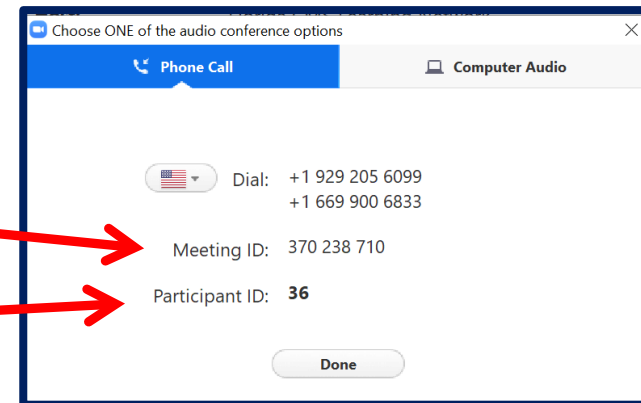 Choose ONE of the audio conference options
Phone Call
Computer Audio
Dial: +1 929 205 6099
+1 669 900 6833
Meeting ID: 370 238 710
Participant ID: 36
Done